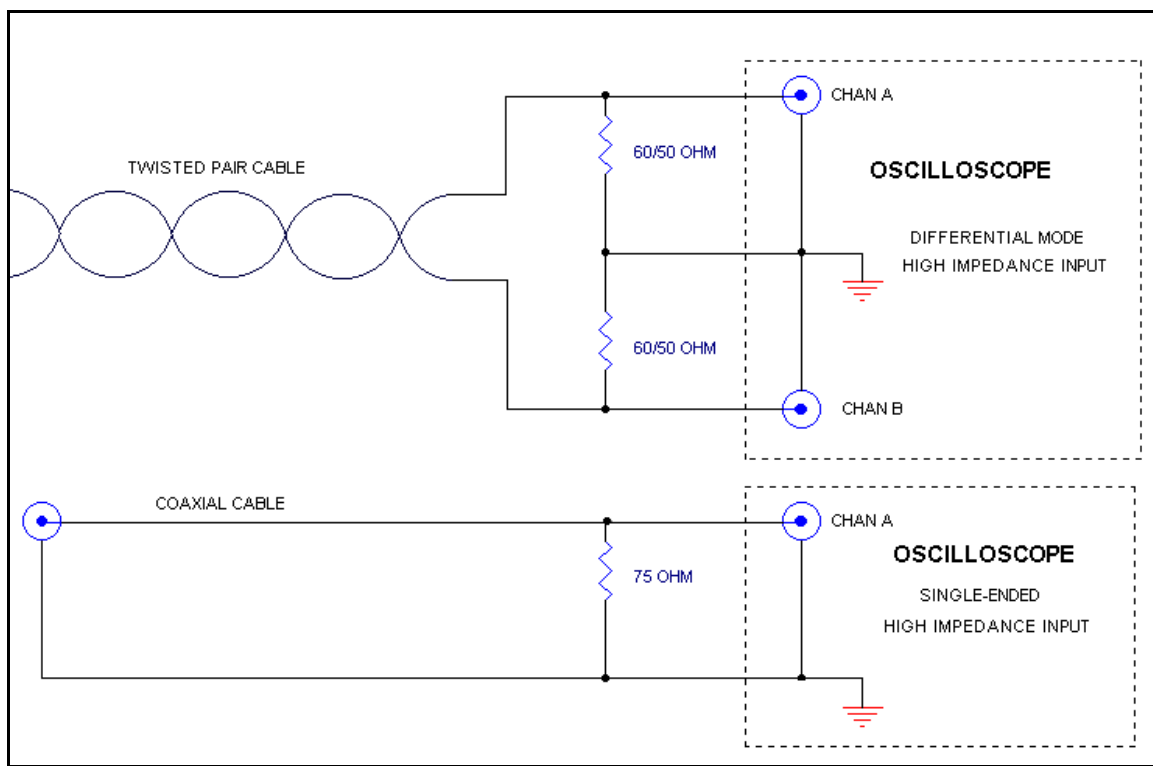 CHAN A
60/50 OHM
TWISTED PAIR CABLE
OSCILLOSCOPE
DIFFERENTIAL MODE
HIGH IMPEDANCE INPUT
60/50 OHM
CHAN B
COAXIAL CABLE
CHAN A
OSCILLOSCOPE
75 OHM
SINGLE-ENDED
HIGH IMPEDANCE INPUT